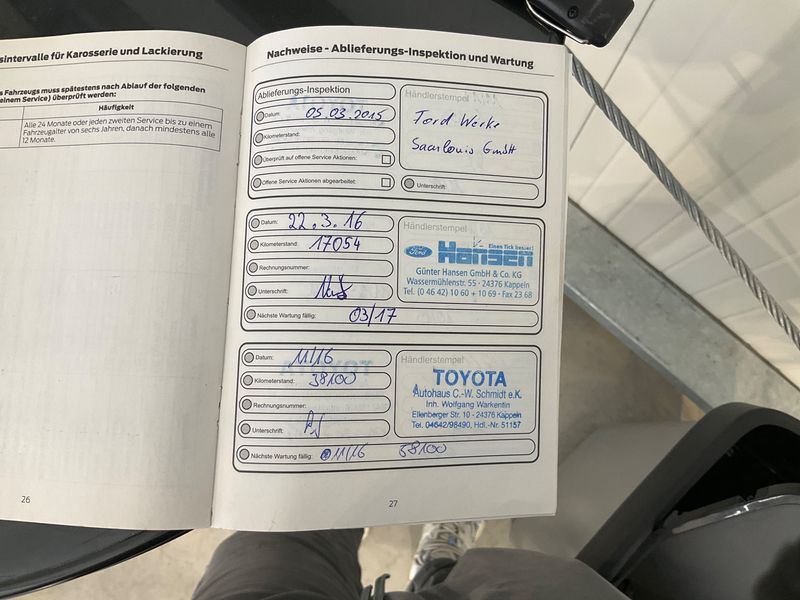 sintervalle für Karosserie und Lackierung
s Fahrzeugs muss spätestens nach Ablauf der folgenden
einem Service) überprüft werden:
Häufigkeit
Alle 24 Monate oder jeden zweiten Service bis zu einem
Fahrzeugalter von sechs Jahren, danach mindestens alle
12 Monate.
26
Nachweise - Ablieferungs-Inspektion und Wartung
Ablieferungs-Inspektion
Datum: 05.03.2015
Kilometerstand:
Überprüft auf offene Service Aktionen:
Offene Service Aktionen abgearbeitet:
Händlerstempel
Ford Werke
Saarlouis GmbH
Unterschrift:
Datum: 22.3.16
Kilometerstand: 17054
Rechnungsnummer:
Unterschrift:
Nächste Wartung fällig: 03/17
Händlerstempel
Einen Tick besser!
Ford Hansen
Günter Hansen GmbH & Co. KG
Wassermühlenstr. 55 - 24376 Kappeln
Tel. (0 46 42) 10 60 + 10 69 - Fax 23 68
Datum: 11/16
Kilometerstand: 38100
Rechnungsnummer:
Unterschrift:
Nächste Wartung fällig: 11/16 38100
Händlerstempel
TOYOTA
Autohaus C.-W. Schmidt e.K.
Inh. Wolfgang Warkentin
Ellenberger Str. 10 - 24376 Kappeln
Tel. 04642/98490, Hdl.-Nr. 51157
27